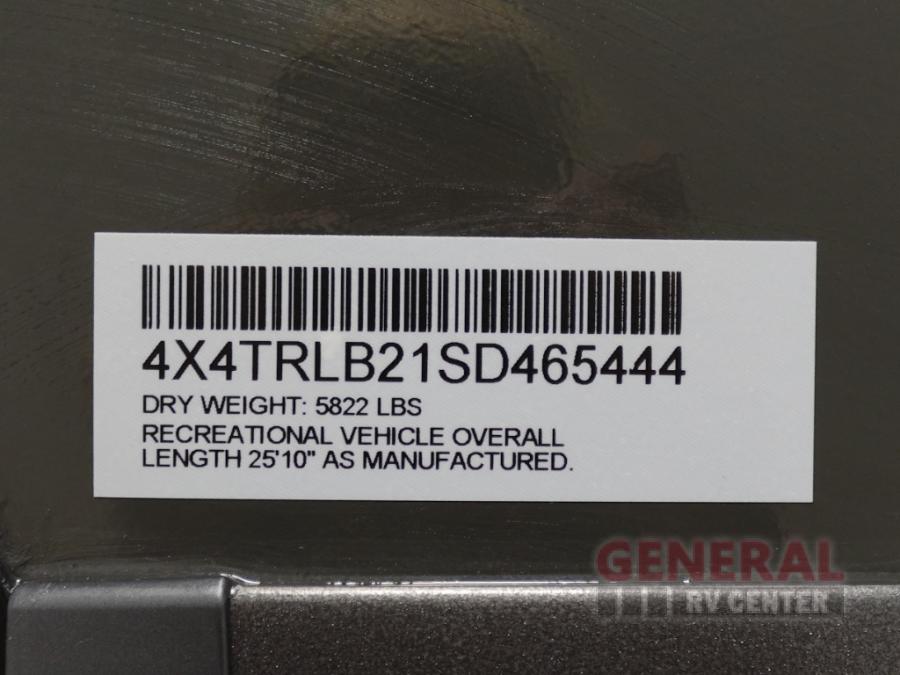 4X4TRLB21SD465444
DRY WEIGHT: 5822 LBS
RECREATIONAL VEHICLE OVERALL
LENGTH 25'10" AS MANUFACTURED.
GENERAL
RV CENTER